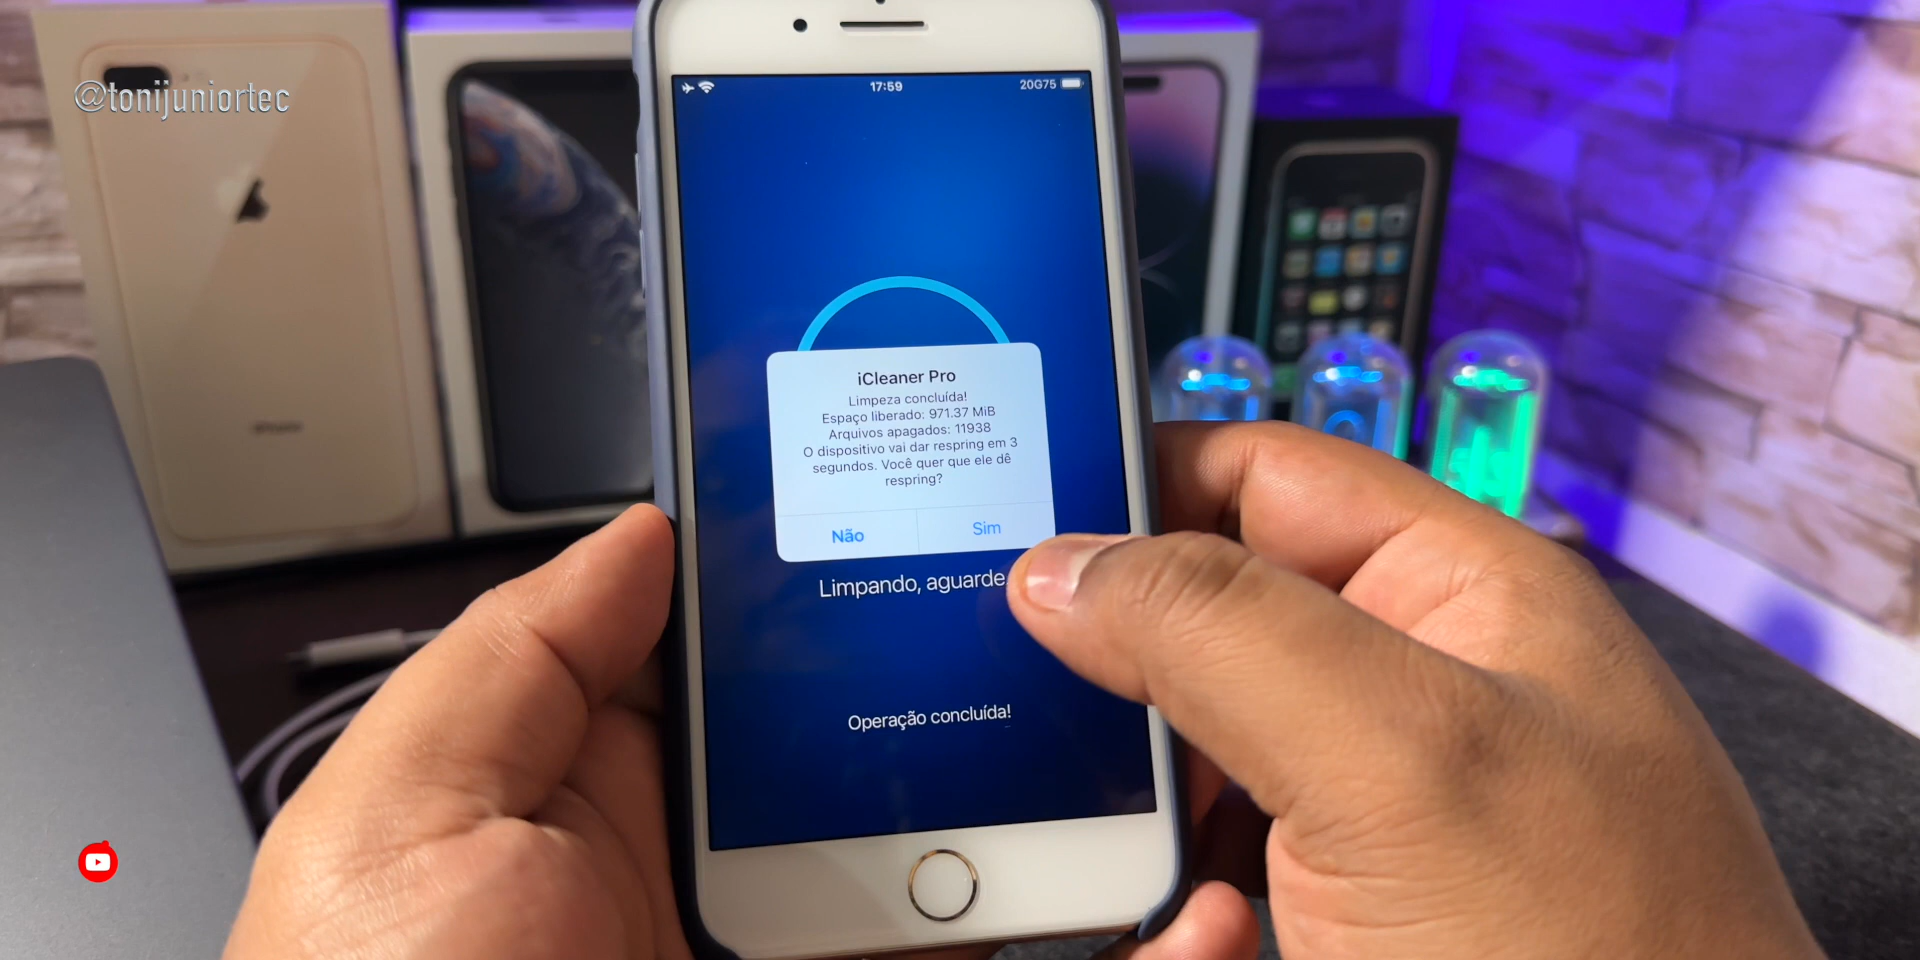 @tonijuniortec
17:59
20G75
iCleaner Pro
Limpeza concluída!
Espaço liberado: 971.37 MiB
Arquivos apagados: 11938
O dispositivo vai dar respring em 3
segundos. Você quer que ele dê
respring?
Não
Sim
Limpando, aguarde
Operação concluída!
iPhone